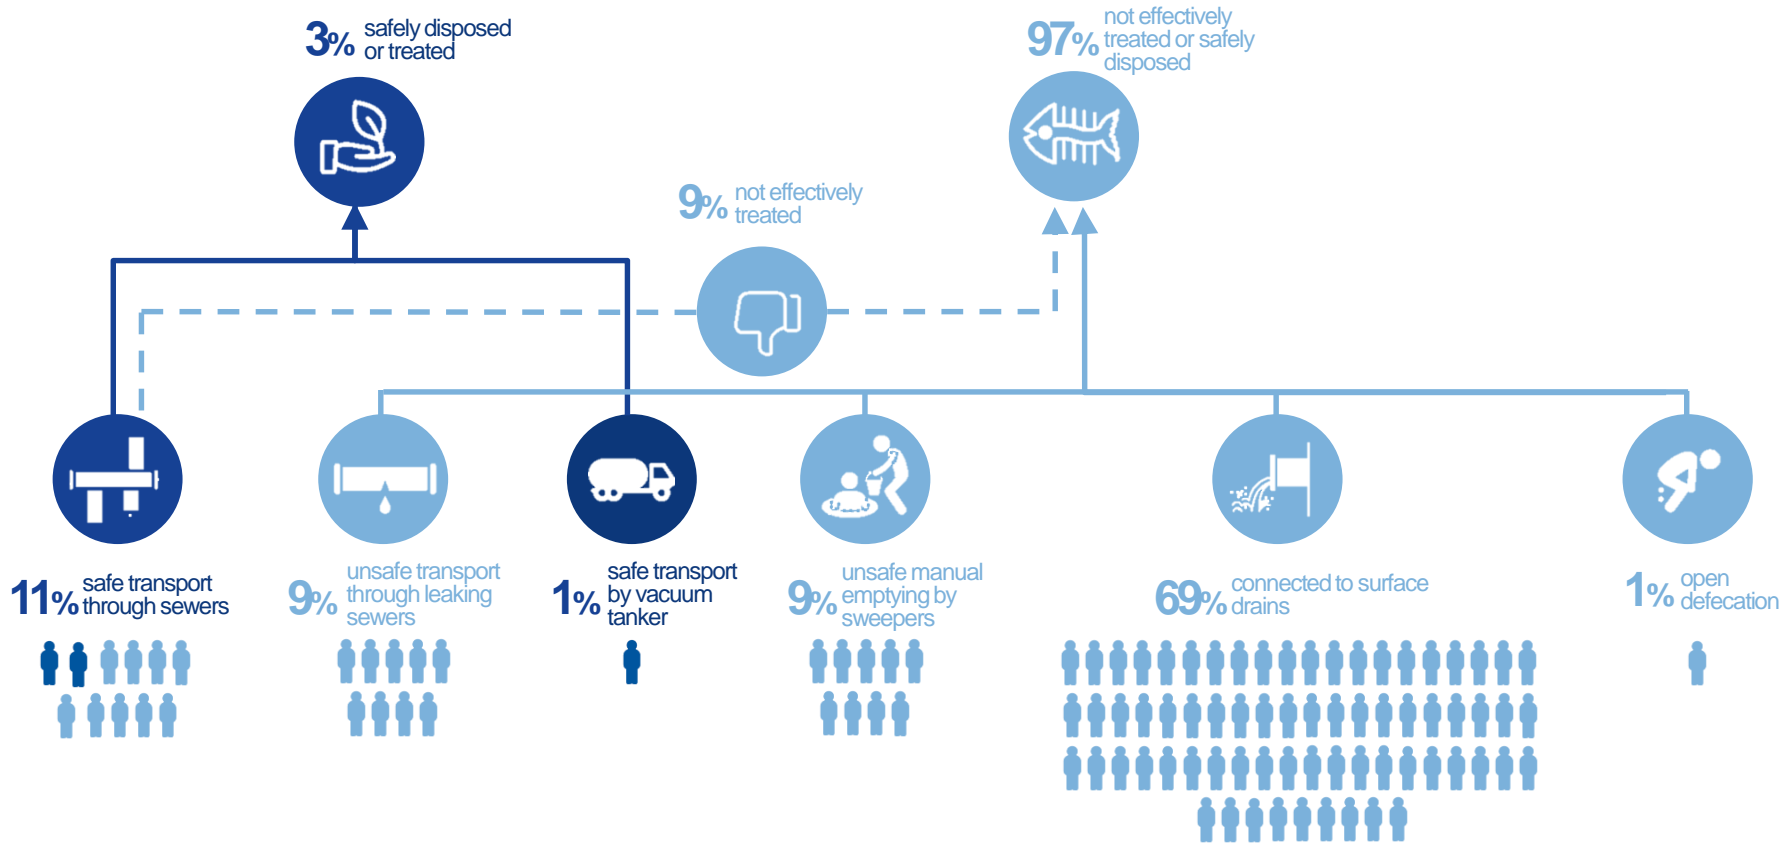 3% safely disposed
or treated
97% not effectively
treated or safely
disposed
9% not effectively
treated
11% safe transport
through sewers
9% unsafe transport
through leaking
sewers
1% safe transport
by vacuum
tanker
9% unsafe manual
emptying by
sweepers
69% connected to surface
drains
1% open
defecation